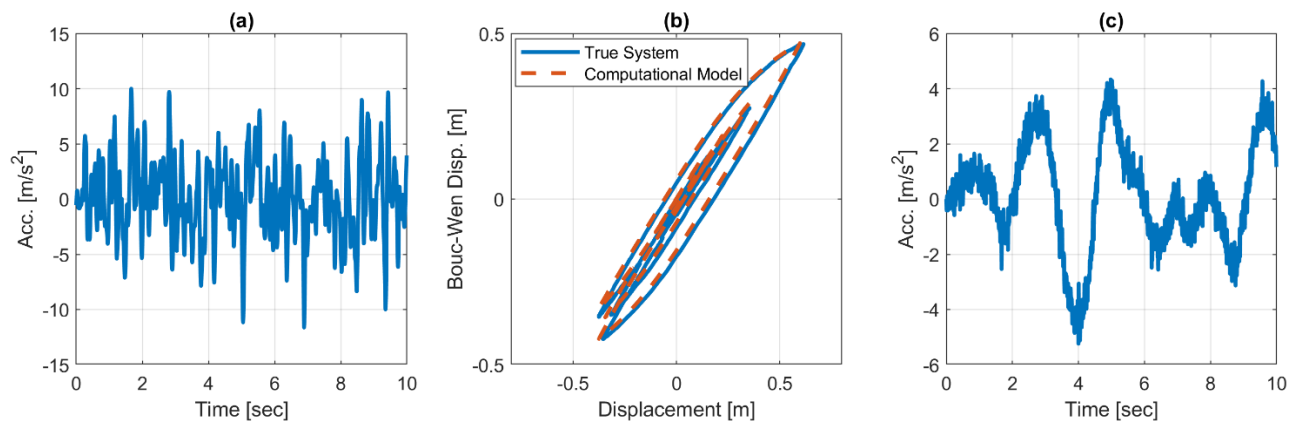 (a)
15
10
5
0
-5
-10
-15
Acc. [m/s²]
0 2 4 6 8 10
Time [sec]
(b)
True System
Computational Model
0.5
0
-0.5
Bouc-Wen Disp. [m]
-0.5 0 0.5
Displacement [m]
(c)
6
4
2
0
-2
-4
-6
Acc. [m/s²]
0 2 4 6 8 10
Time [sec]